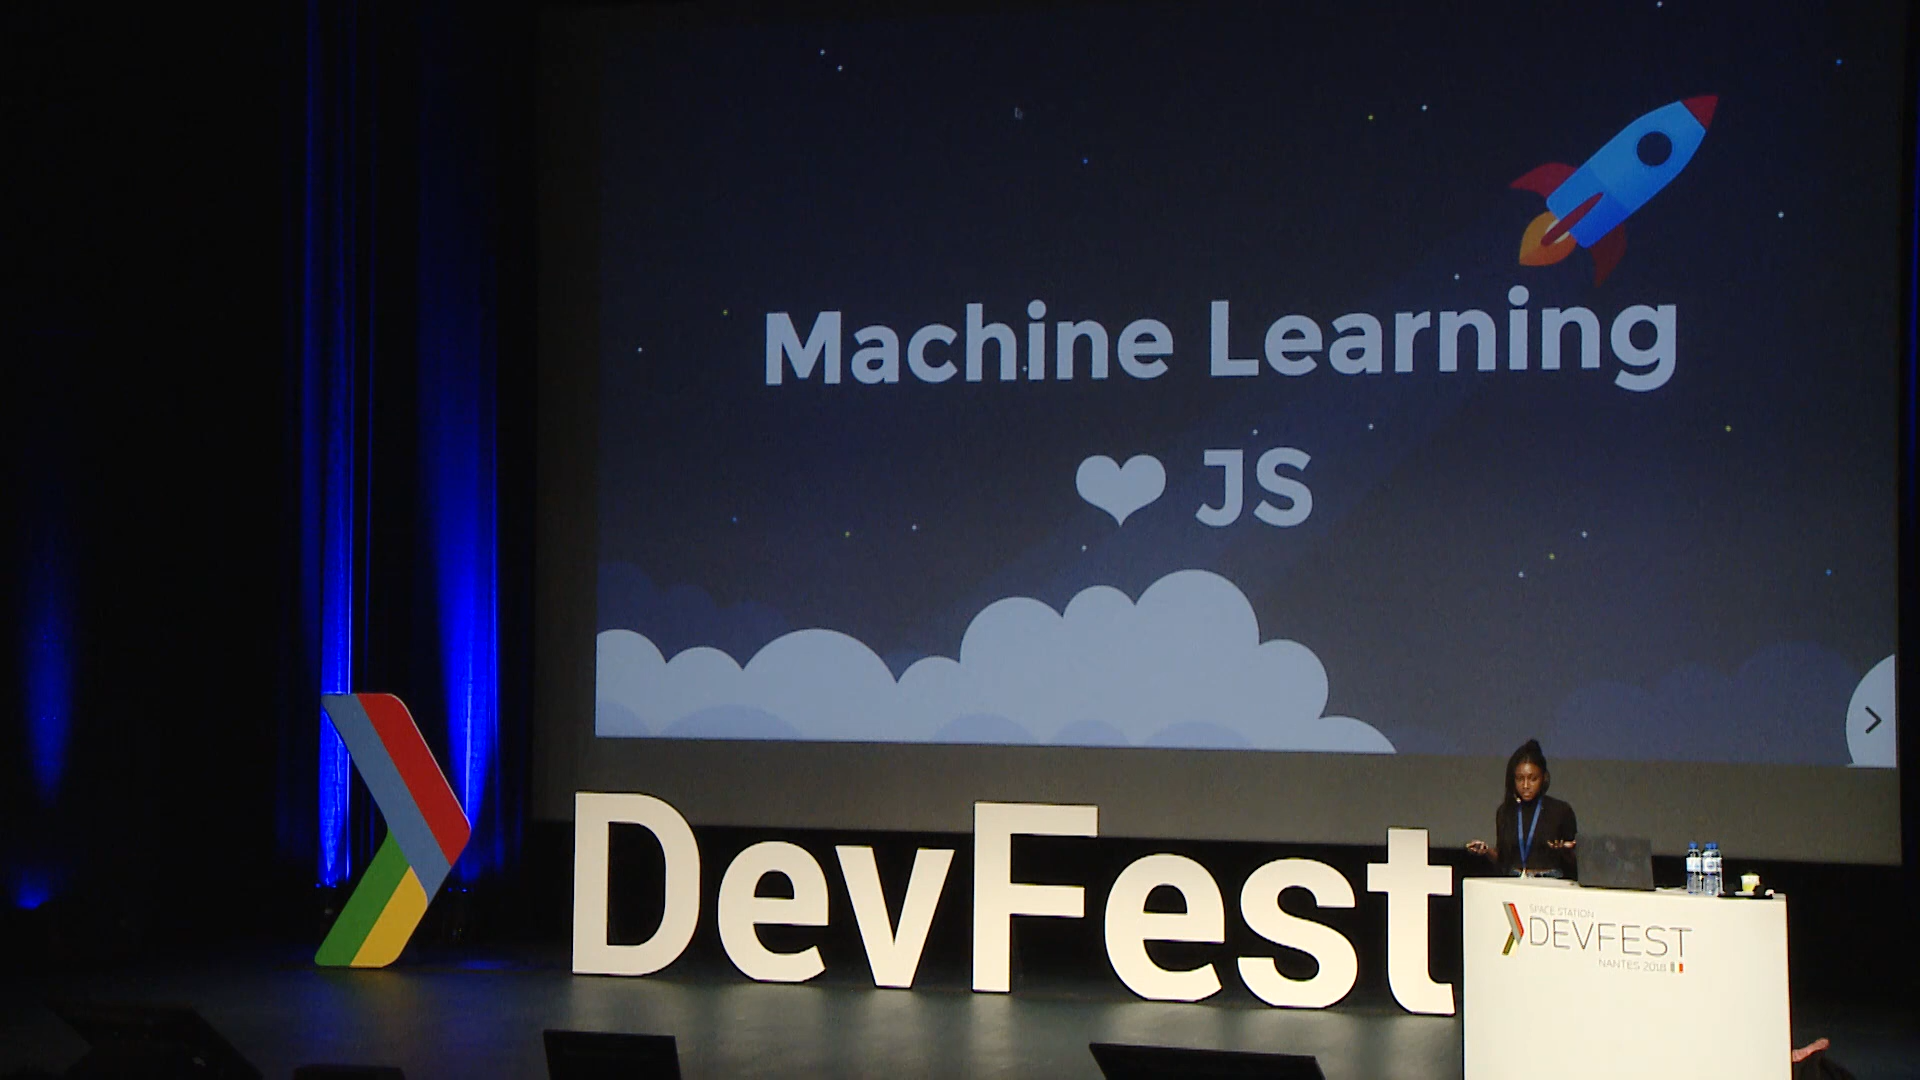 Machine Learning
❤ JS
DevFest
SPACE STATION
DEVFEST
NANTES 2018